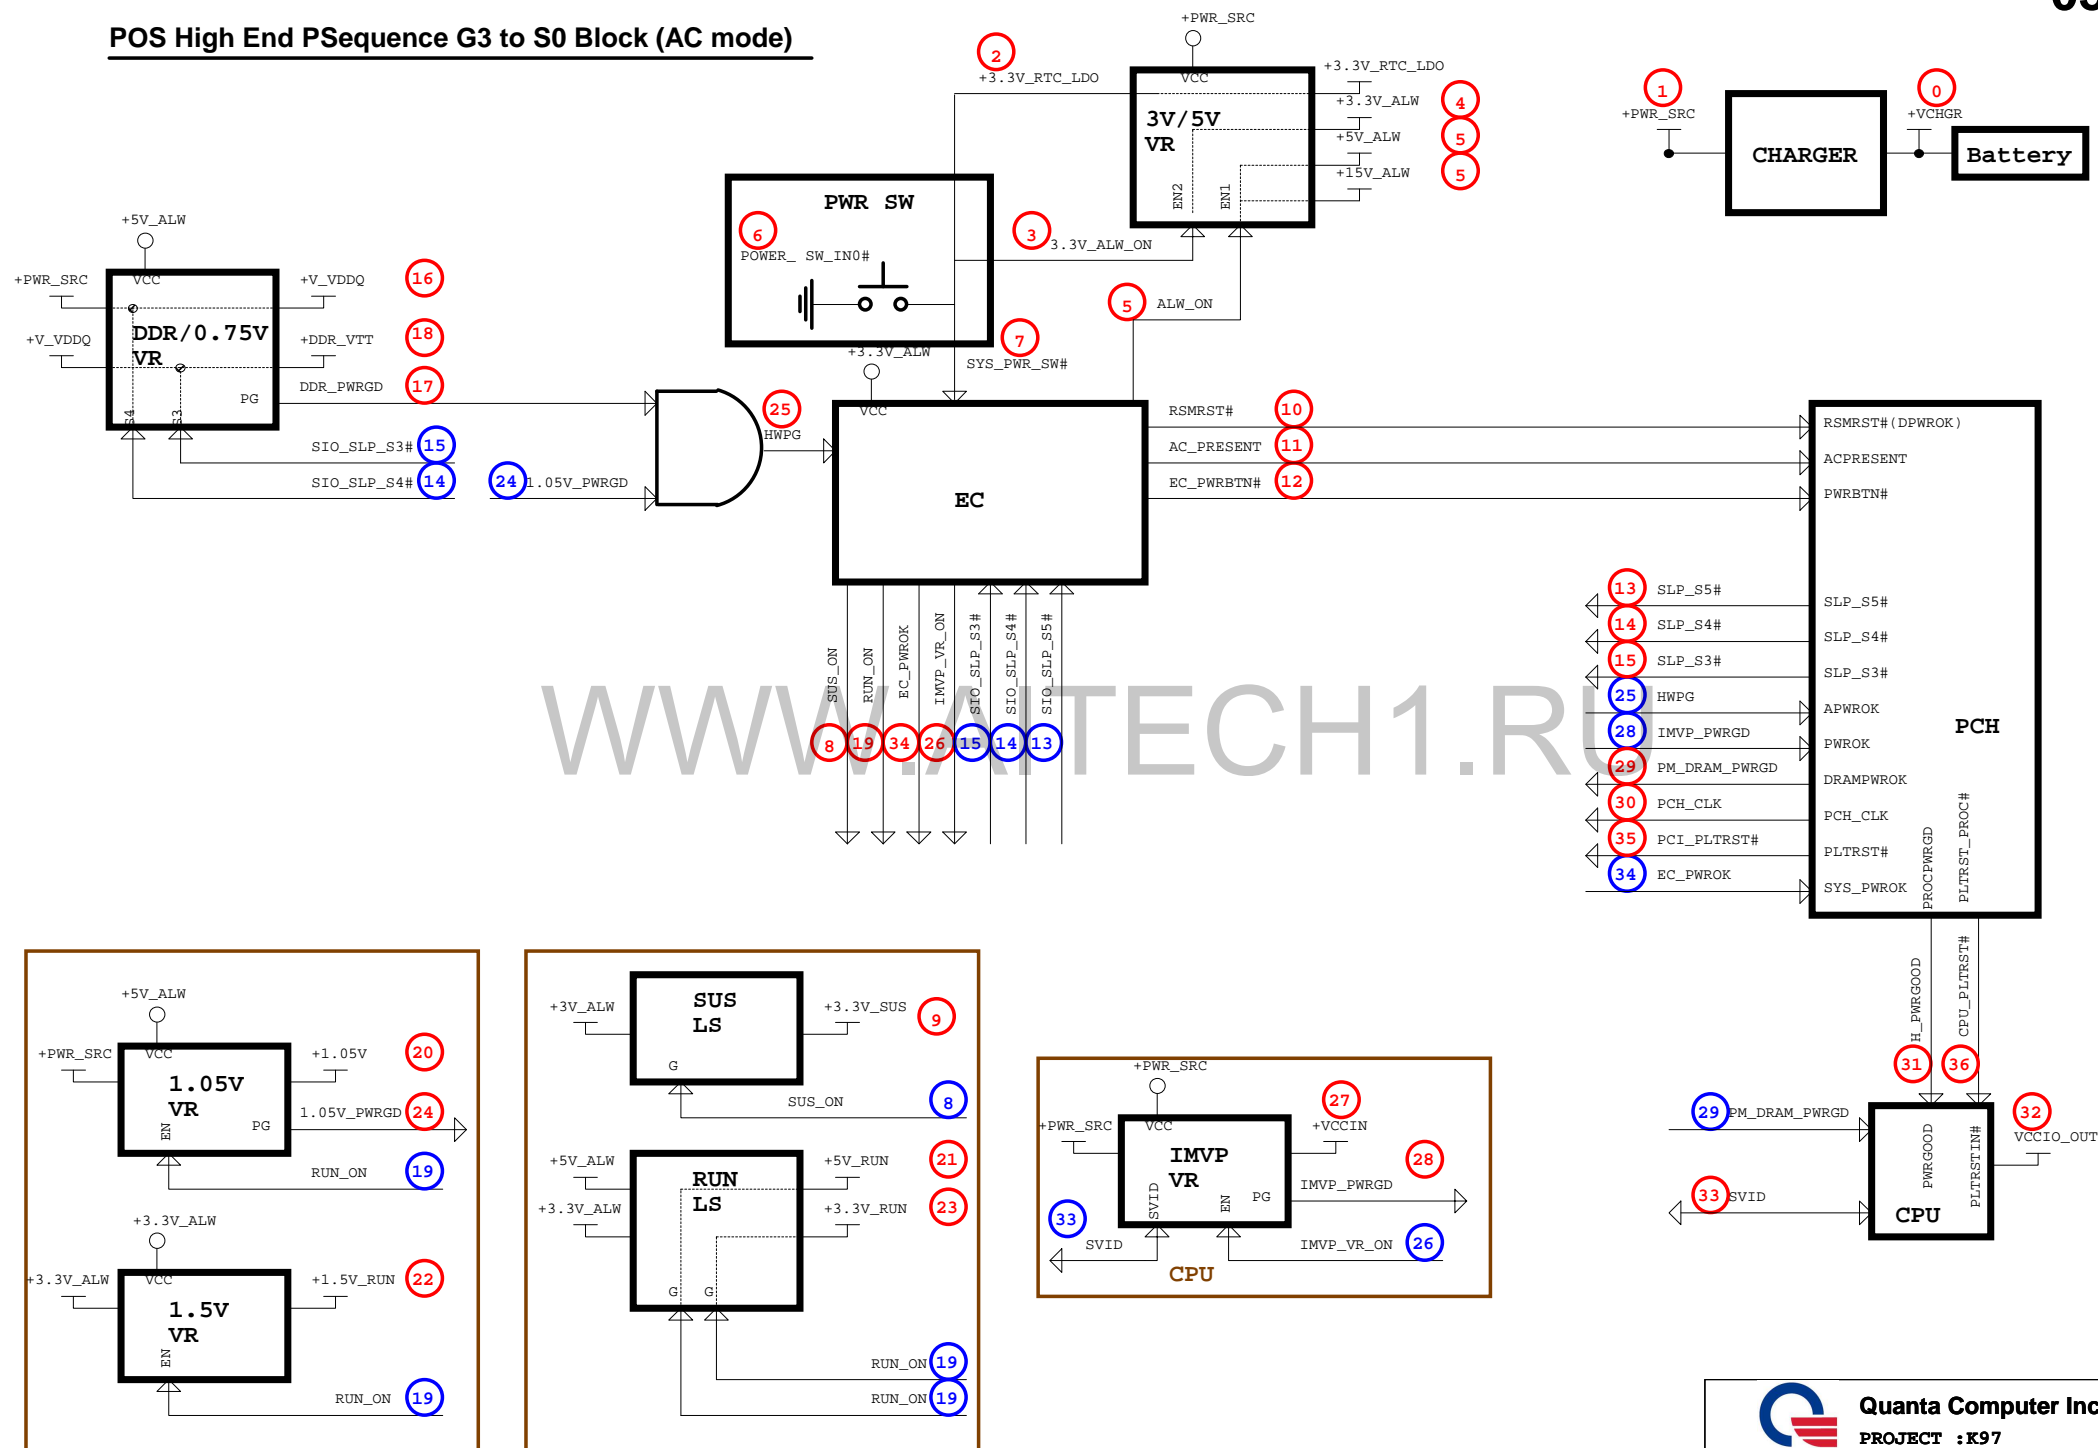 POS High End PSequence G3 to S0 Block (AC mode)
+PWR_SRC
2
+3.3V_RTC_LDO
VCC
+3.3V_RTC_LDO
+3.3V_ALW 4
+5V_ALW 5
+15V_ALW 5
3V/5V
VR
EN2
EN1
1
+PWR_SRC
CHARGER
0
+VCHGR
Battery
PWR SW
6
POWER_ SW_IN0#
3
3.3V_ALW_ON
5
ALW_ON
7
SYS_PWR_SW#
+5V_ALW
VCC
+PWR_SRC
+V_VDDQ 16
+V_VDDQ
+DDR_VTT 18
DDR/0.75V
VR
DDR_PWRGD 17
PG
S4
S3
SIO_SLP_S3# 15
SIO_SLP_S4# 14
24 1.05V_PWRGD
25
HWPG
+3.3V_ALW
VCC
EC
RSMRST# 10
AC_PRESENT 11
EC_PWRBTN# 12
RSMRST#(DPWROK)
ACPRESENT
PWRBTN#
SUS_ON
RUN_ON
EC_PWROK
IMVP_VR_ON
SIO_SLP_S3#
SIO_SLP_S4#
SIO_SLP_S5#
8 19 34 26 15 14 13
WWW.AITECH1.RU
13 SLP_S5# SLP_S5#
14 SLP_S4# SLP_S4#
15 SLP_S3# SLP_S3#
25 HWPG APWROK
28 IMVP_PWRGD PWROK
29 PM_DRAM_PWRGD DRAMPWROK
30 PCH_CLK PCH_CLK
35 PCI_PLTRST# PLTRST#
34 EC_PWROK SYS_PWROK
PCH
PROCPWRGD
PLTRST_PROC#
H_PWRGOOD
CPU_PLTRST#
31 36
29 PM_DRAM_PWRGD
33 SVID
PWRGOOD
PLTRSTIN#
CPU
32
VCCIO_OUT
+5V_ALW
VCC
+PWR_SRC
+1.05V 20
1.05V
VR
1.05V_PWRGD 24
PG
EN
RUN_ON 19
+3.3V_ALW
VCC
+3.3V_ALW
+1.5V_RUN 22
1.5V
VR
EN
RUN_ON 19
+3V_ALW
SUS
LS
+3.3V_SUS 9
G
SUS_ON 8
+5V_ALW
+5V_RUN 21
RUN
LS
+3.3V_ALW
+3.3V_RUN 23
G G
RUN_ON 19
RUN_ON 19
+PWR_SRC
VCC
+PWR_SRC
27
+VCCIN
IMVP
VR
28
IMVP_PWRGD
PG
SVID
EN
33
SVID
IMVP_VR_ON 26
CPU
Quanta Computer Inc
PROJECT :K97